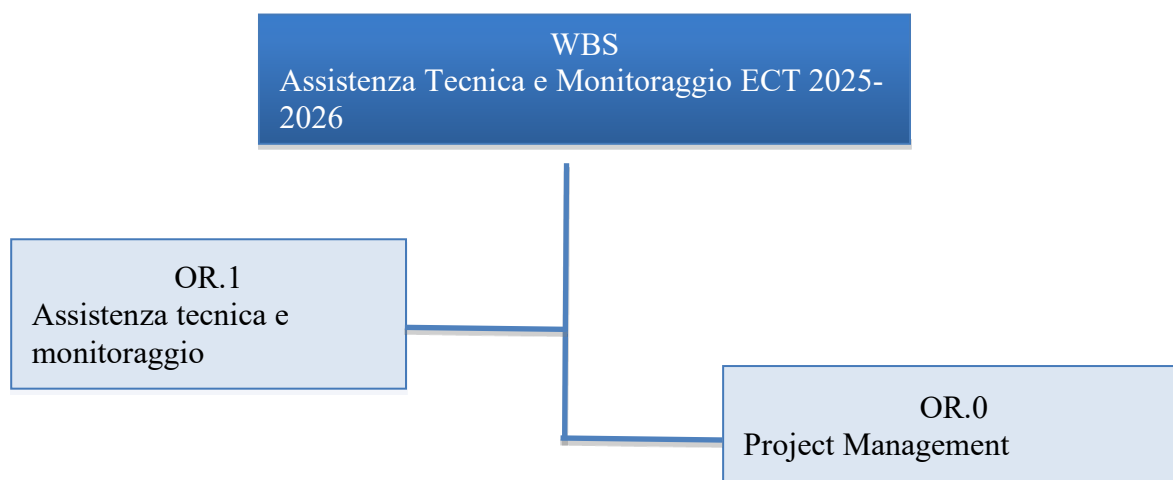 WBS
Assistenza Tecnica e Monitoraggio ECT 2025-
2026
OR.1
Assistenza tecnica e
monitoraggio
OR.0
Project Management